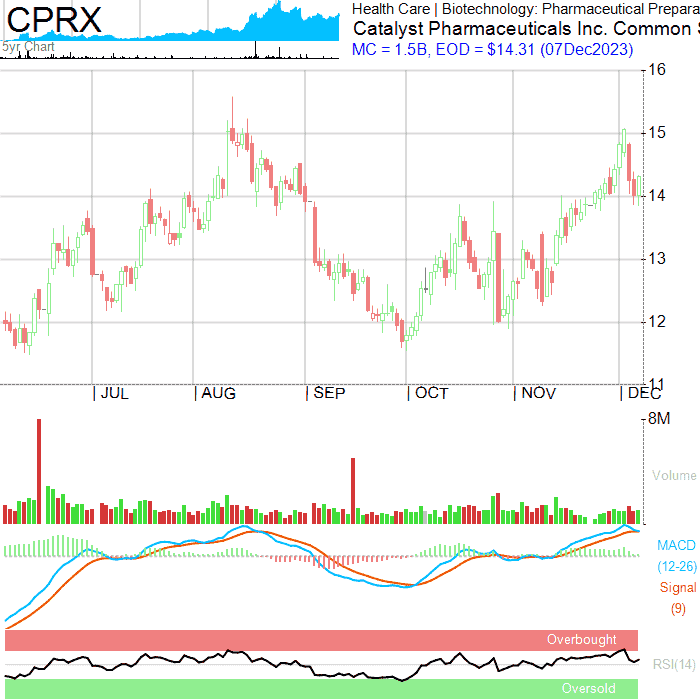 CPRX
5yr Chart
Health Care | Biotechnology: Pharmaceutical Prepara
Catalyst Pharmaceuticals Inc. Common S
MC = 1.5B, EOD = $14.31 (07Dec2023)
16
15
14
13
12
11
JUL AUG SEP OCT NOV DEC
8M
Volume
MACD
(12-26)
Signal
(9)
Overbought
RSI(14)
Oversold